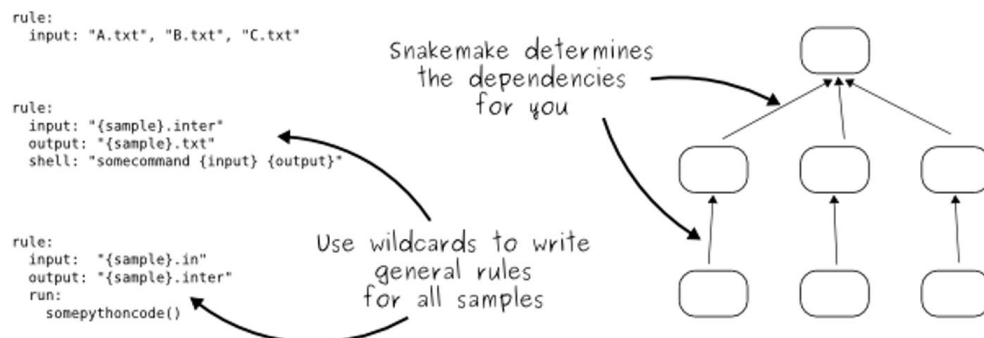 rule:
input: "A.txt", "B.txt", "C.txt"
rule:
input: "{sample}.inter"
output: "{sample}.txt"
shell: "somecommand {input} {output}"
rule:
input:  "{sample}.in"
output: "{sample}.inter"
run:
somepythoncode()
Snakemake determines
the dependencies
for you
Use wildcards to write
general rules
for all samples